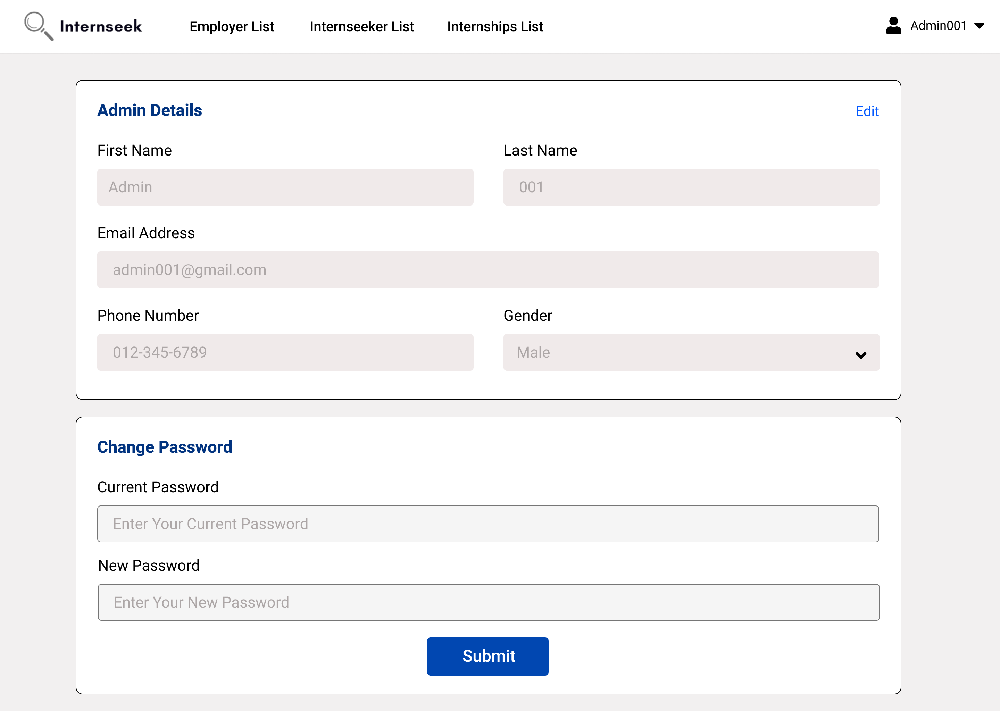 Internseek Employer List Internseeker List Internships List Admin001
Admin Details Edit
First Name Last Name
Admin 001
Email Address
admin001@gmail.com
Phone Number Gender
012-345-6789 Male
Change Password
Current Password
Enter Your Current Password
New Password
Enter Your New Password
Submit